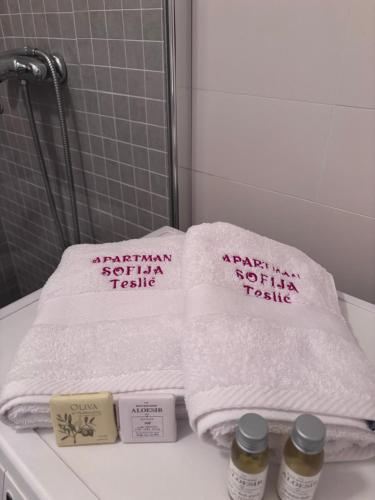 APARTMAN
SOFIJA
Teslić
APARTMAN
SOFIJA
Teslić
OLIVA
ALOESIR
ALOESIR